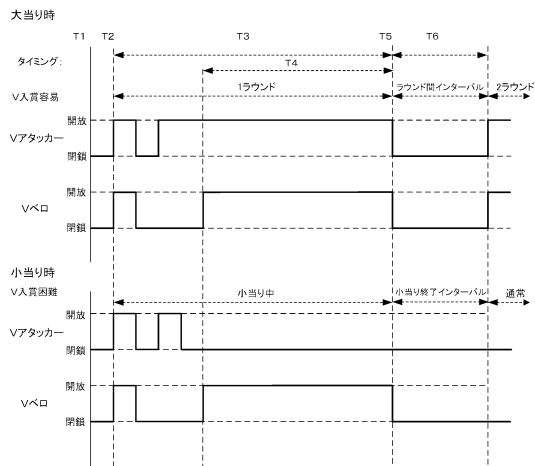 大当り時
T1 T2 T3 T5 T6
タイミング:
T4
1ラウンド ラウンド間インターバル 2ラウンド
V入賞容易
開放
Vアタッカー
閉鎖
開放
Vベロ
閉鎖
小当り時
V入賞困難
小当り中 小当り終了インターバル 通常
開放
Vアタッカー
閉鎖
開放
Vベロ
閉鎖